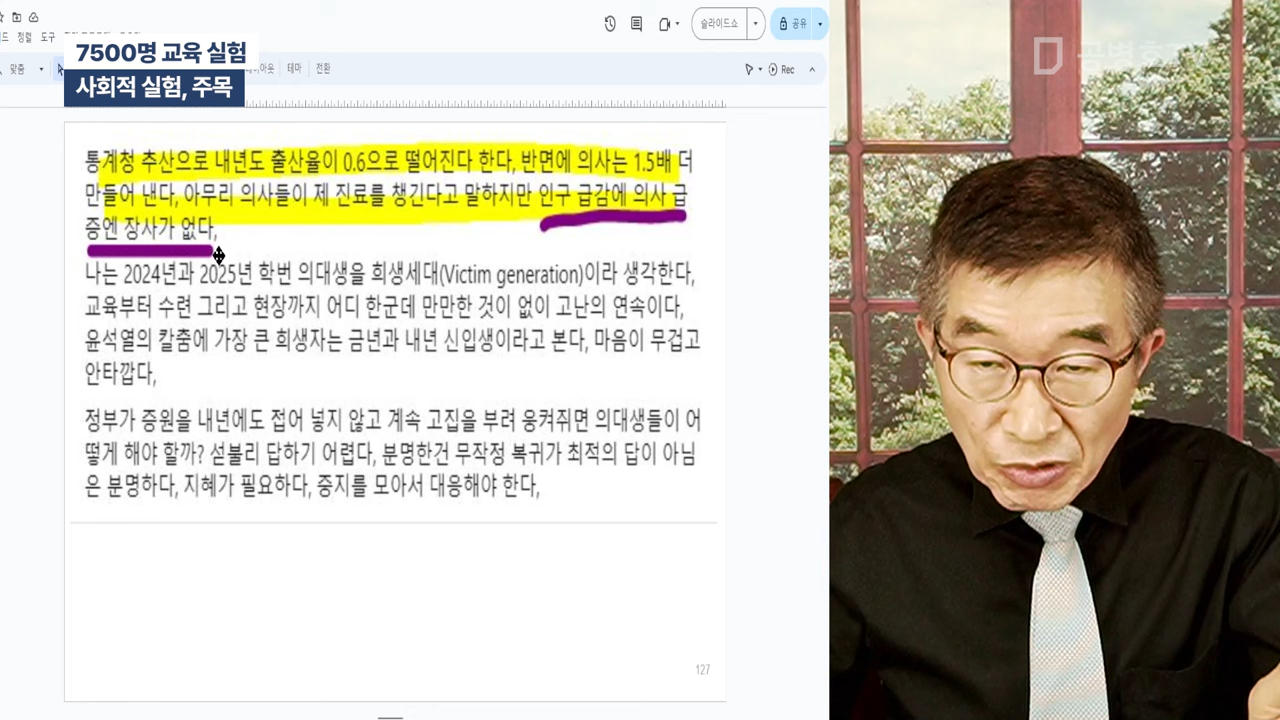 드 정렬 도구
슬라이드쇼
공유
7500명 교육 실험
사회적 실험, 주목
맞춤
테마
전환
Rec
통계청 추산으로 내년도 출산율이 0.6으로 떨어진다 한다, 반면에 의사는 1.5배 더
만들어 낸다, 아무리 의사들이 제 진료를 챙긴다고 말하지만 인구 급감에 의사 급
증엔 장사가 없다,
나는 2024년과 2025년 학번 의대생을 희생세대(Victim generation)이라 생각한다,
교육부터 수련 그리고 현장까지 어디 한군데 만만한 것이 없이 고난의 연속이다,
윤석열의 칼춤에 가장 큰 희생자는 금년과 내년 신입생이라고 본다, 마음이 무겁고
안타깝다,
정부가 증원을 내년에도 접어 넣지 않고 계속 고집을 부려 웅켜쥐면 의대생들이 어
떻게 해야 할까? 섣불리 답하기 어렵다, 분명한건 무작정 복귀가 최적의 답이 아님
은 분명하다, 지혜가 필요하다, 중지를 모아서 대응해야 한다,
127